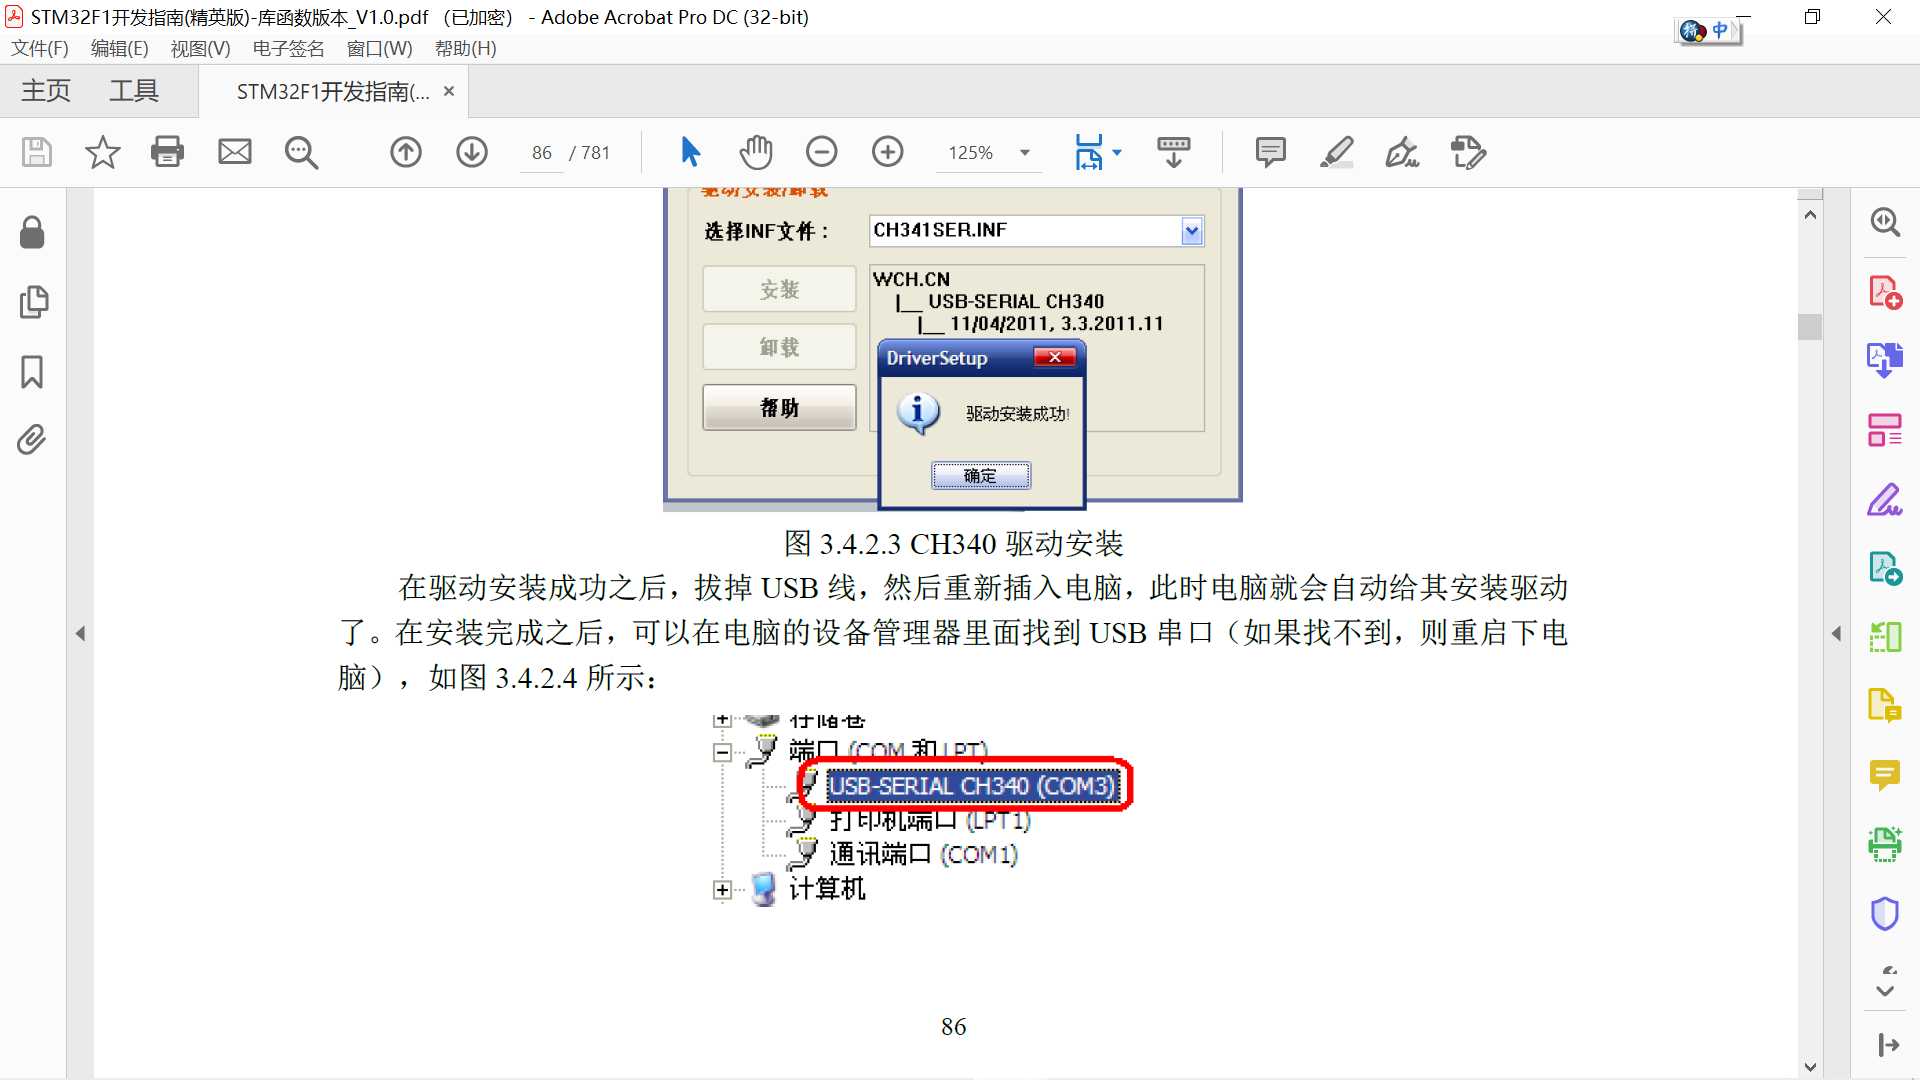 STM32F1开发指南(精英版)-库函数版本_V1.0.pdf （已加密） - Adobe Acrobat Pro DC (32-bit)
中
文件(F) 编辑(E) 视图(V) 电子签名 窗口(W) 帮助(H)
主页 工具 STM32F1开发指南(... ×
86 / 781 125%
驱动安装/卸载
选择INF文件： CH341SER.INF
安装
卸载
帮助
WCH.CN
|__ USB-SERIAL CH340
|__ 11/04/2011, 3.3.2011.11
DriverSetup
驱动安装成功!
确定
图 3.4.2.3 CH340 驱动安装
在驱动安装成功之后，拔掉 USB 线，然后重新插入电脑，此时电脑就会自动给其安装驱动
了。在安装完成之后，可以在电脑的设备管理器里面找到 USB 串口（如果找不到，则重启下电
脑），如图 3.4.2.4 所示：
存储卷
端口 (COM 和 LPT)
USB-SERIAL CH340 (COM3)
打印机端口 (LPT1)
通讯端口 (COM1)
计算机
86